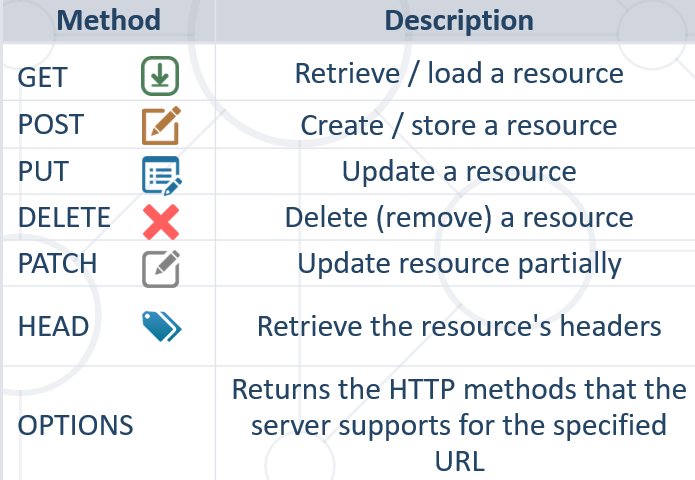 Method Description
GET Retrieve / load a resource
POST Create / store a resource
PUT Update a resource
DELETE Delete (remove) a resource
PATCH Update resource partially
HEAD Retrieve the resource's headers
OPTIONS Returns the HTTP methods that the
server supports for the specified
URL